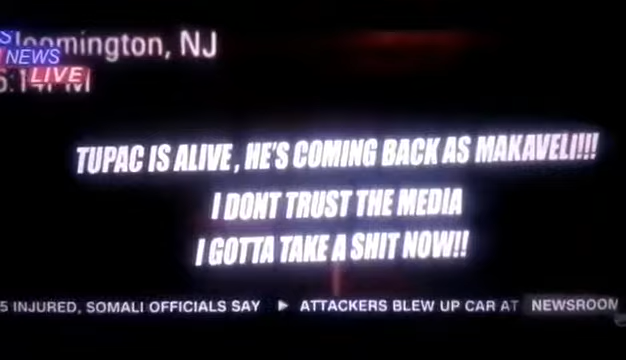 Bloomington, NJ
NEWS
LIVE
TUPAC IS ALIVE, HE'S COMING BACK AS MAKAVELI!!!
I DONT TRUST THE MEDIA
I GOTTA TAKE A SHIT NOW!!
5 INJURED, SOMALI OFFICIALS SAY ▶ ATTACKERS BLEW UP CAR AT NEWSROOM